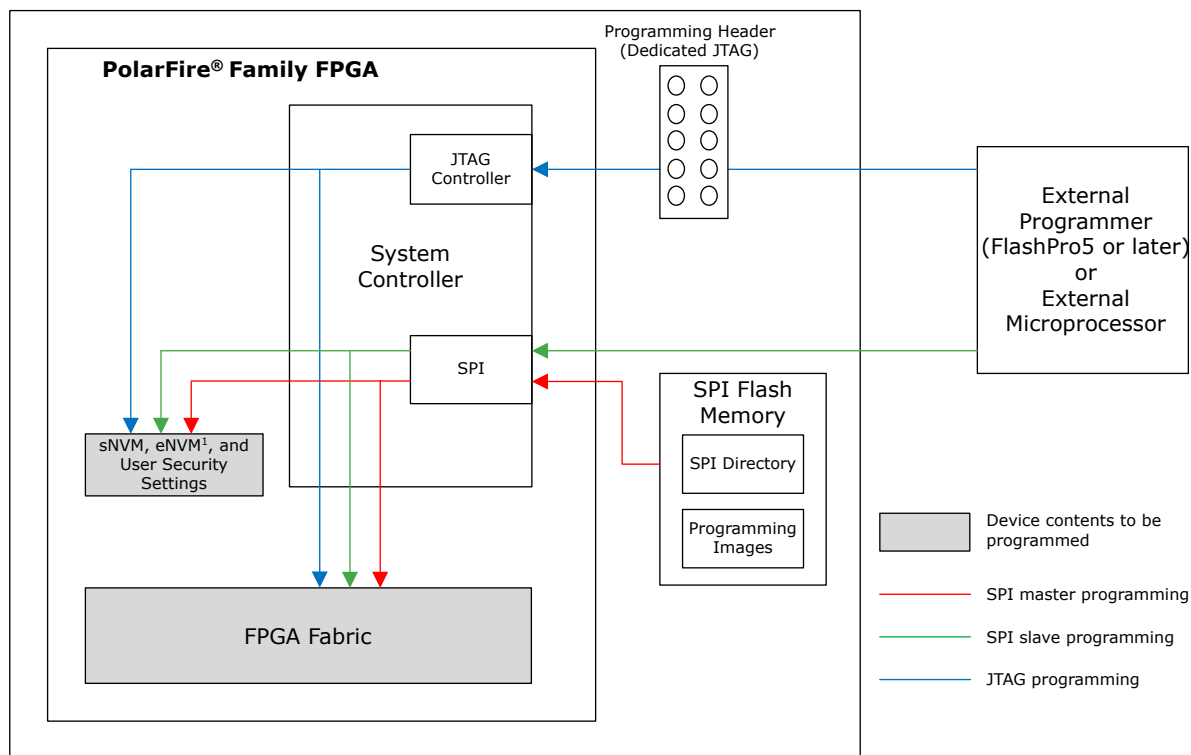 Programming Header
(Dedicated JTAG)
PolarFire® Family FPGA
JTAG
Controller
System
Controller
SPI
sNVM, eNVM¹, and
User Security
Settings
FPGA Fabric
External
Programmer
(FlashPro5 or later)
or
External
Microprocessor
SPI Flash
Memory
SPI Directory
Programming
Images
Device contents to be
programmed
SPI master programming
SPI slave programming
JTAG programming